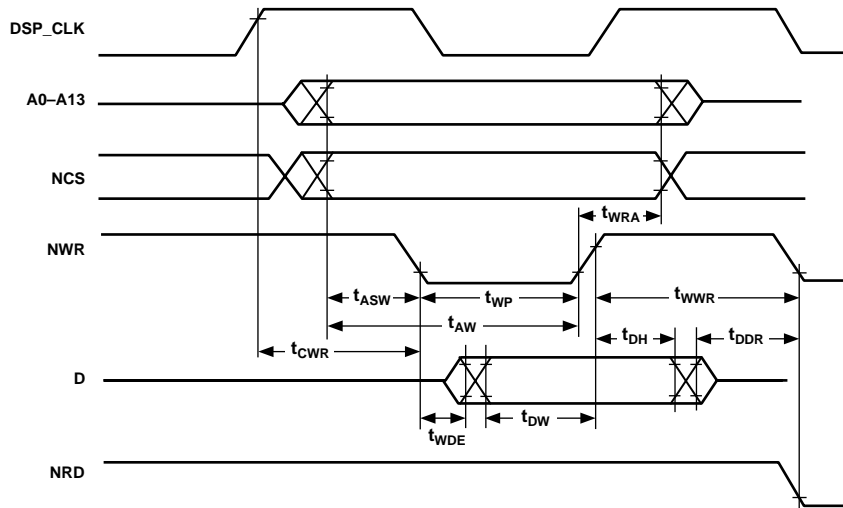 DSP_CLK
A0–A13
NCS
tWRA
NWR
tASW
tWP
tWWR
tAW
tDH
tDDR
tCWR
D
tWDE
tDW
NRD